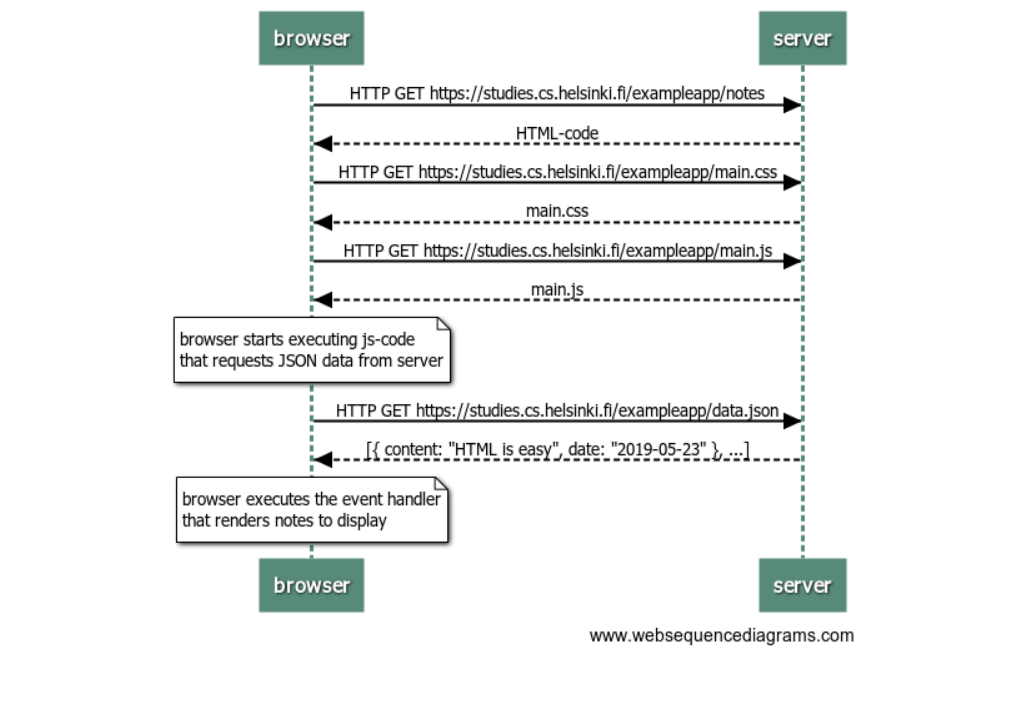 browser
server
HTTP GET https://studies.cs.helsinki.fi/exampleapp/notes
HTML-code
HTTP GET https://studies.cs.helsinki.fi/exampleapp/main.css
main.css
HTTP GET https://studies.cs.helsinki.fi/exampleapp/main.js
main.js
browser starts executing js-code
that requests JSON data from server
HTTP GET https://studies.cs.helsinki.fi/exampleapp/data.json
[{ content: "HTML is easy", date: "2019-05-23" }, ...]
browser executes the event handler
that renders notes to display
browser
server
www.websequencediagrams.com